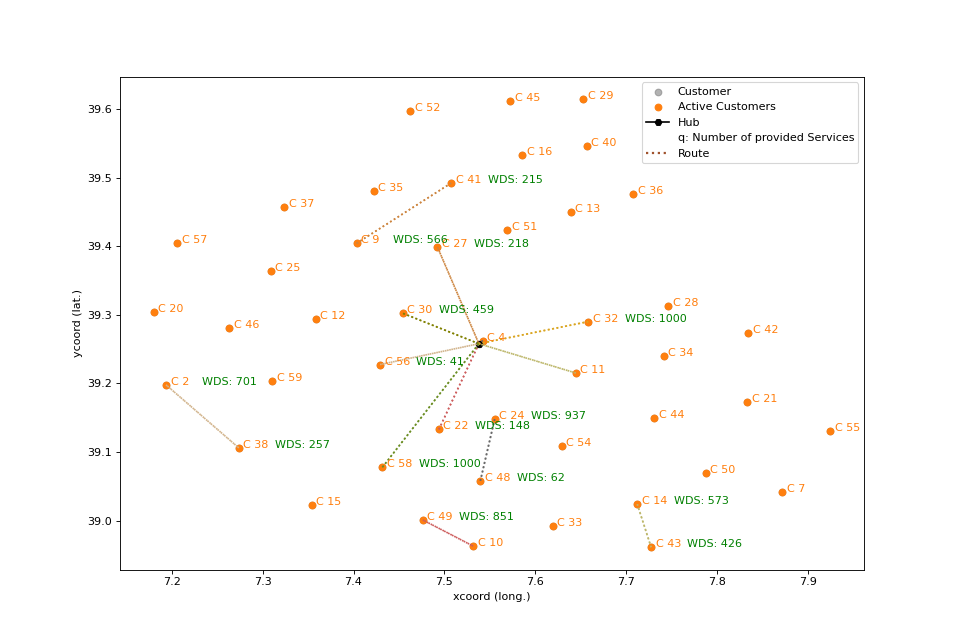 39.6
39.5
39.4
39.3
39.2
39.1
39.0
ycoord (lat.)
7.2
7.3
7.4
7.5
7.6
7.7
7.8
7.9
xcoord (long.)
Customer
Active Customers
Hub
q: Number of provided Services
Route
C 29
C 45
C 52
C 40
C 16
C 41 WDS: 215
C 35
C 36
C 37
C 13
C 51
C 57
C 9 WDS: 566
C 27 WDS: 218
C 25
C 28
C 20
C 30 WDS: 459
C 12
C 32 WDS: 1000
C 46
C 42
C 4
C 34
C 56 WDS: 41
C 11
C 59
C 2 WDS: 701
C 21
C 24 WDS: 937
C 44
C 22 WDS: 148
C 55
C 38 WDS: 257
C 54
C 58 WDS: 1000
C 50
C 48 WDS: 62
C 7
C 15
C 14 WDS: 573
C 49 WDS: 851
C 33
C 10
C 43 WDS: 426